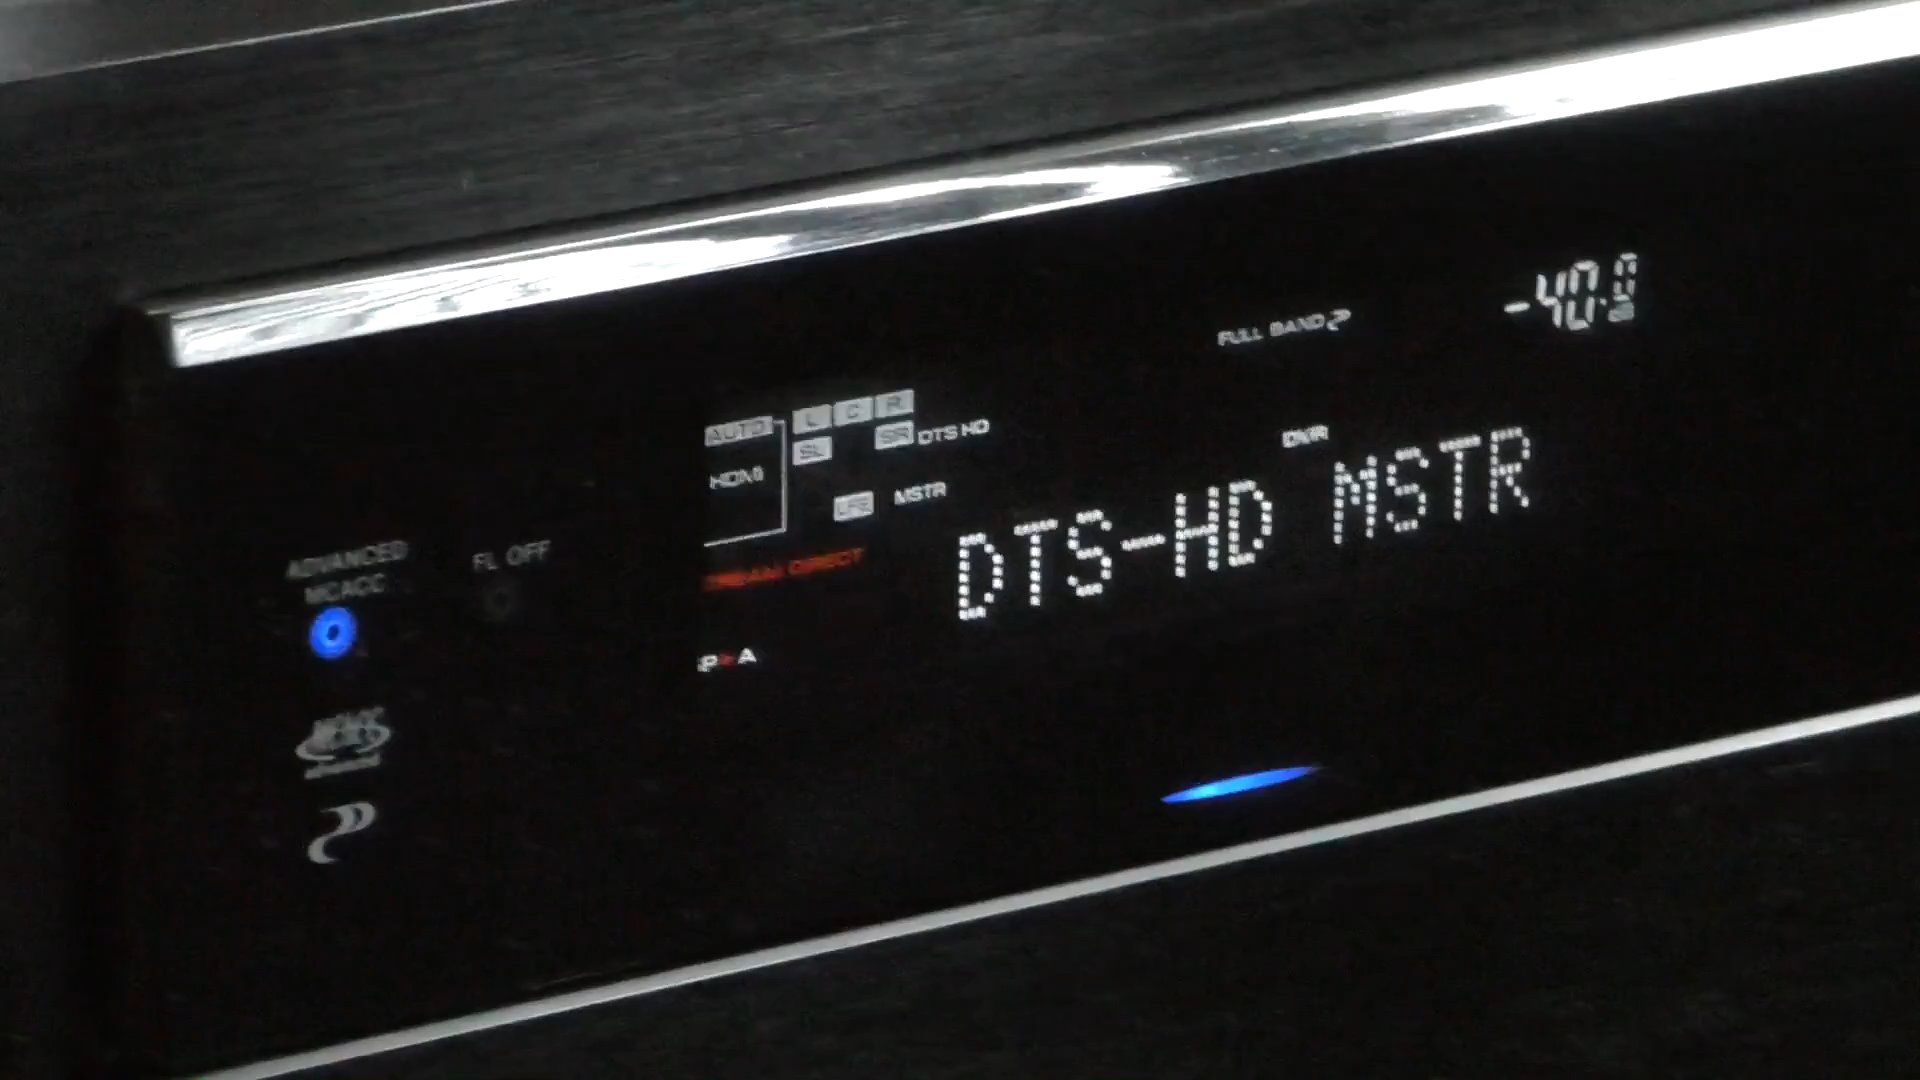 -40.0
FULL BAND
AUTO L C R
SL SR DTS HD
HDMI
LFE MSTR
DTS-HD MSTR
ADVANCED
MCACC
FL OFF
DIRECT
P A